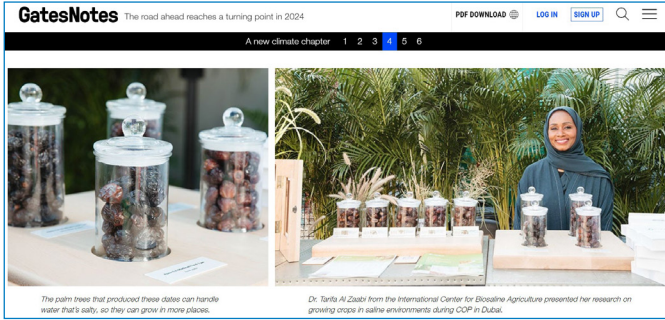 GatesNotes The road ahead reaches a turning point in 2024 PDF DOWNLOAD LOG IN SIGN UP
A new climate chapter 1 2 3 4 5 6
The palm trees that produced these dates can handle
water that's salty, so they can grow in more places.
Dr. Tarifa Al Zaabi from the International Center for Biosaline Agriculture presented her research on
growing crops in saline environments during COP in Dubai.